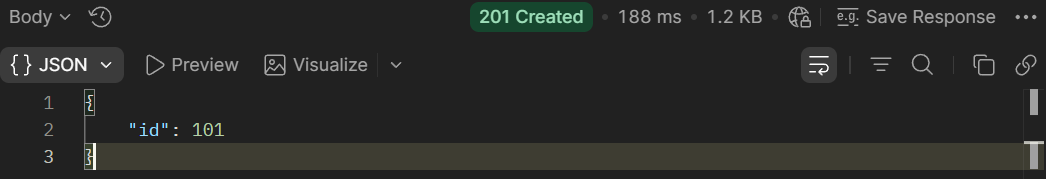 Body 201 Created • 188 ms • 1.2 KB • e.g. Save Response
{} JSON Preview Visualize
1 {
2 "id": 101
3 }